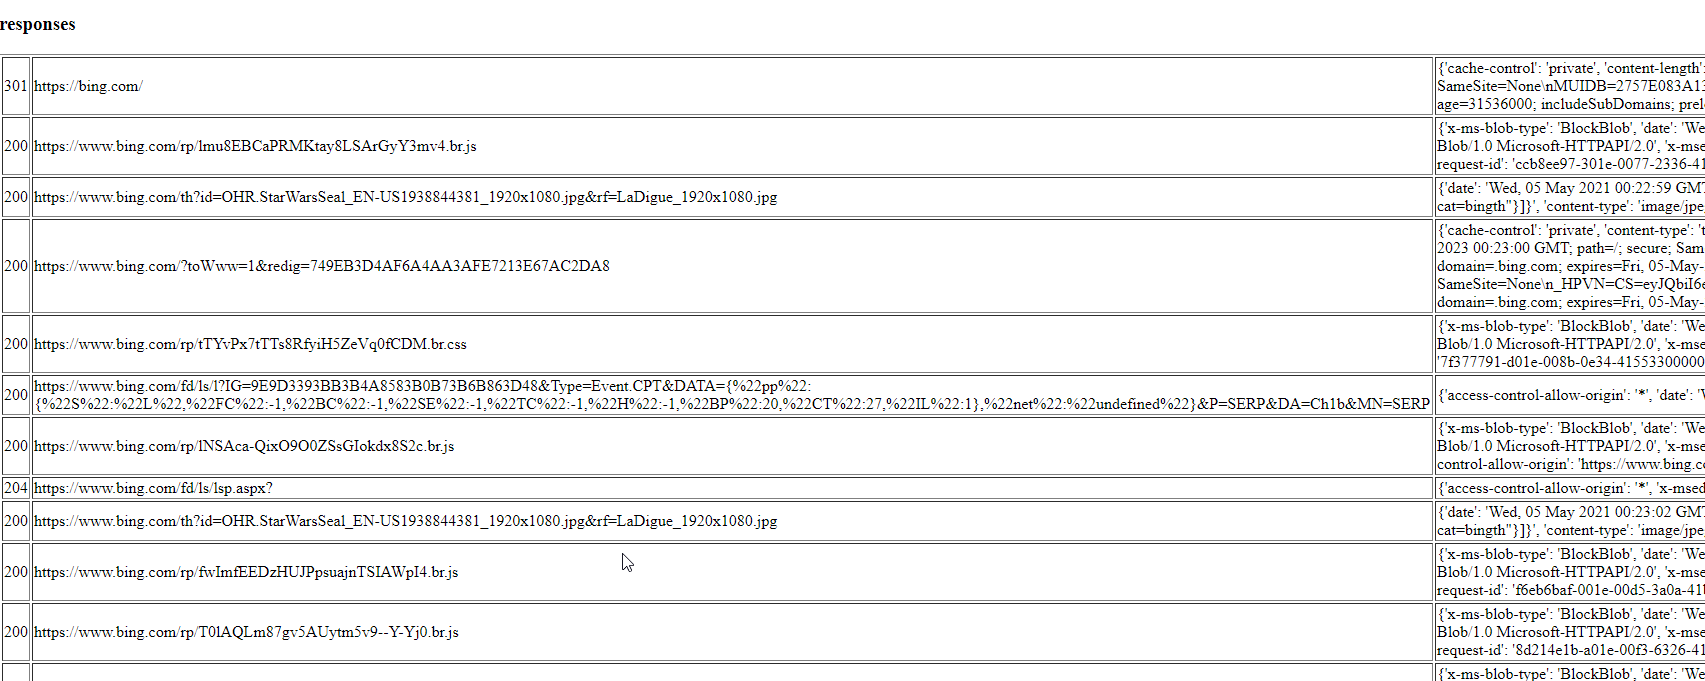 responses
301 https://bing.com/ {'cache-control': 'private', 'content-length':
SameSite=None\nMUIDB=2757E083A13
age=31536000; includeSubDomains; prel
200 https://www.bing.com/rp/lmu8EBCaPRMKtay8LSArGyY3mv4.br.js {'x-ms-blob-type': 'BlockBlob', 'date': 'We
Blob/1.0 Microsoft-HTTPAPI/2.0', 'x-mse
request-id': 'ccb8ee97-301e-0077-2336-41
200 https://www.bing.com/th?id=OHR.StarWarsSeal_EN-US1938844381_1920x1080.jpg&rf=LaDigue_1920x1080.jpg {'date': 'Wed, 05 May 2021 00:22:59 GMT
cat=bingth"}]}', 'content-type': 'image/jpe
200 https://www.bing.com/?toWww=1&redig=749EB3D4AF6A4AA3AFE7213E67AC2DA8 {'cache-control': 'private', 'content-type': 't
2023 00:23:00 GMT; path=/; secure; Sam
domain=.bing.com; expires=Fri, 05-May-
SameSite=None\n_HPVN=CS=eyJQbiI6e
domain=.bing.com; expires=Fri, 05-May-
200 https://www.bing.com/rp/tTYvPx7tTTs8RfyiH5ZeVq0fCDM.br.css {'x-ms-blob-type': 'BlockBlob', 'date': 'We
Blob/1.0 Microsoft-HTTPAPI/2.0', 'x-mse
'7f377791-d01e-008b-0e34-41553300000
200 https://www.bing.com/fd/ls/l?IG=9E9D3393BB3B4A8583B0B73B6B863D48&Type=Event.CPT&DATA={%22pp%22:
{%22S%22:%22L%22,%22FC%22:-1,%22BC%22:-1,%22SE%22:-1,%22TC%22:-1,%22H%22:-1,%22BP%22:20,%22CT%22:27,%22IL%22:1},%22net%22:%22undefined%22}&P=SERP&DA=Ch1b&MN=SERP {'access-control-allow-origin': '*', 'date': 'W
200 https://www.bing.com/rp/lNSAca-QixO9O0ZSsGIokdx8S2c.br.js {'x-ms-blob-type': 'BlockBlob', 'date': 'We
Blob/1.0 Microsoft-HTTPAPI/2.0', 'x-mse
control-allow-origin': 'https://www.bing.co
204 https://www.bing.com/fd/ls/lsp.aspx? {'access-control-allow-origin': '*', 'x-msed
200 https://www.bing.com/th?id=OHR.StarWarsSeal_EN-US1938844381_1920x1080.jpg&rf=LaDigue_1920x1080.jpg {'date': 'Wed, 05 May 2021 00:23:02 GMT
cat=bingth"}]}', 'content-type': 'image/jpe
200 https://www.bing.com/rp/fwImfEEDzHUJPpsuajnTSIAWpI4.br.js {'x-ms-blob-type': 'BlockBlob', 'date': 'We
Blob/1.0 Microsoft-HTTPAPI/2.0', 'x-mse
request-id': 'f6eb6baf-001e-00d5-3a0a-41b
200 https://www.bing.com/rp/T0lAQLm87gv5AUytm5v9--Y-Yj0.br.js {'x-ms-blob-type': 'BlockBlob', 'date': 'We
Blob/1.0 Microsoft-HTTPAPI/2.0', 'x-mse
request-id': '8d214e1b-a01e-00f3-6326-41
{'x-ms-blob-type': 'BlockBlob', 'date': 'We